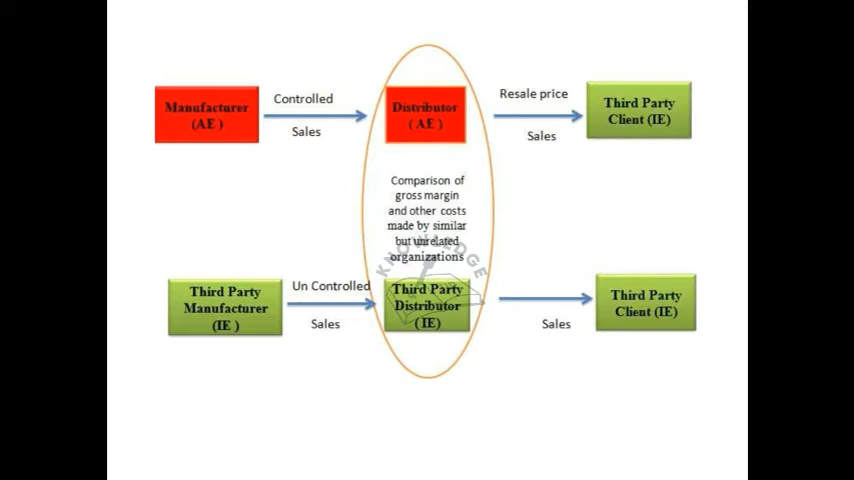 Controlled
Resale price
Manufacturer
(AE )
Distributor
( AE )
Third Party
Client (IE)
Sales
Sales
Comparison of
gross margin
and other costs
made by similar
but unrelated
organizations
KNOWLEDGE
Un Controlled
Third Party
Manufacturer
(IE )
Third Party
Distributor
( IE)
Third Party
Client (IE)
Sales
Sales